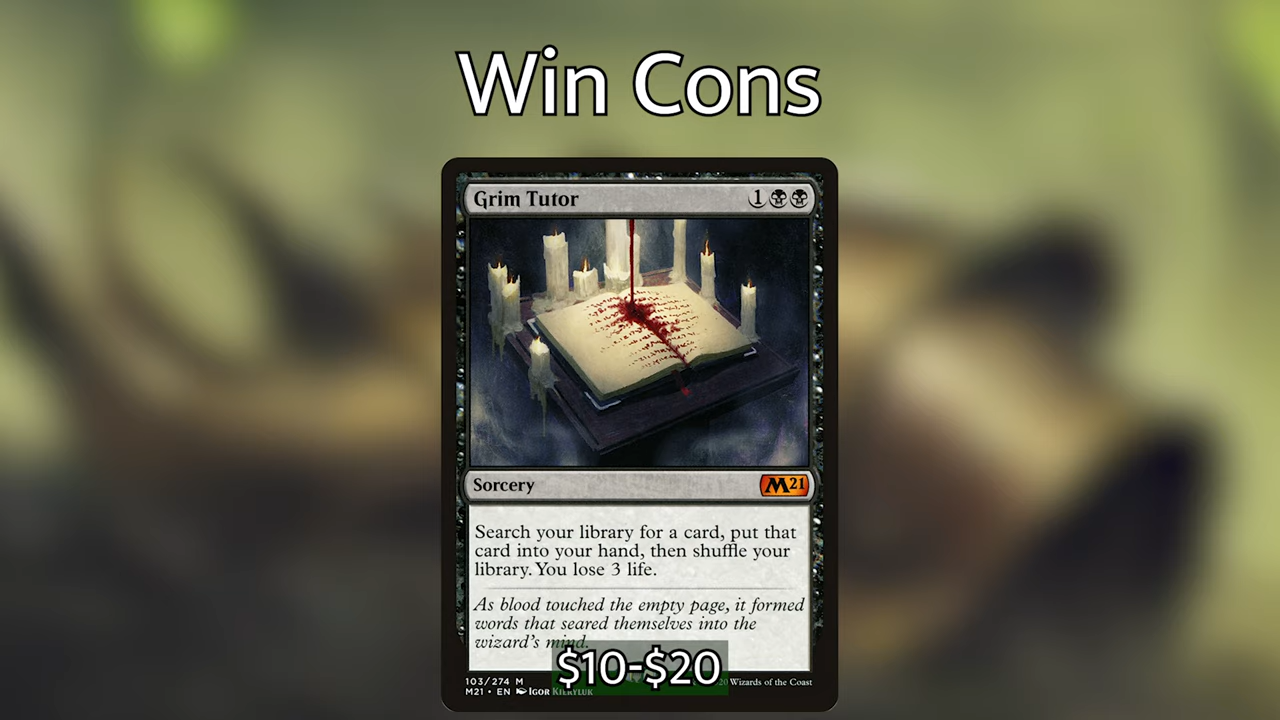 Win Cons
Grim Tutor 1
Sorcery M21
Search your library for a card, put that
card into your hand, then shuffle your
library. You lose 3 life.
As blood touched the empty page, it formed
words that seared themselves into the
wizard's mind.
$10-$20
103/274 M
M21 • EN Igor Kieryluk
Wizards of the Coast